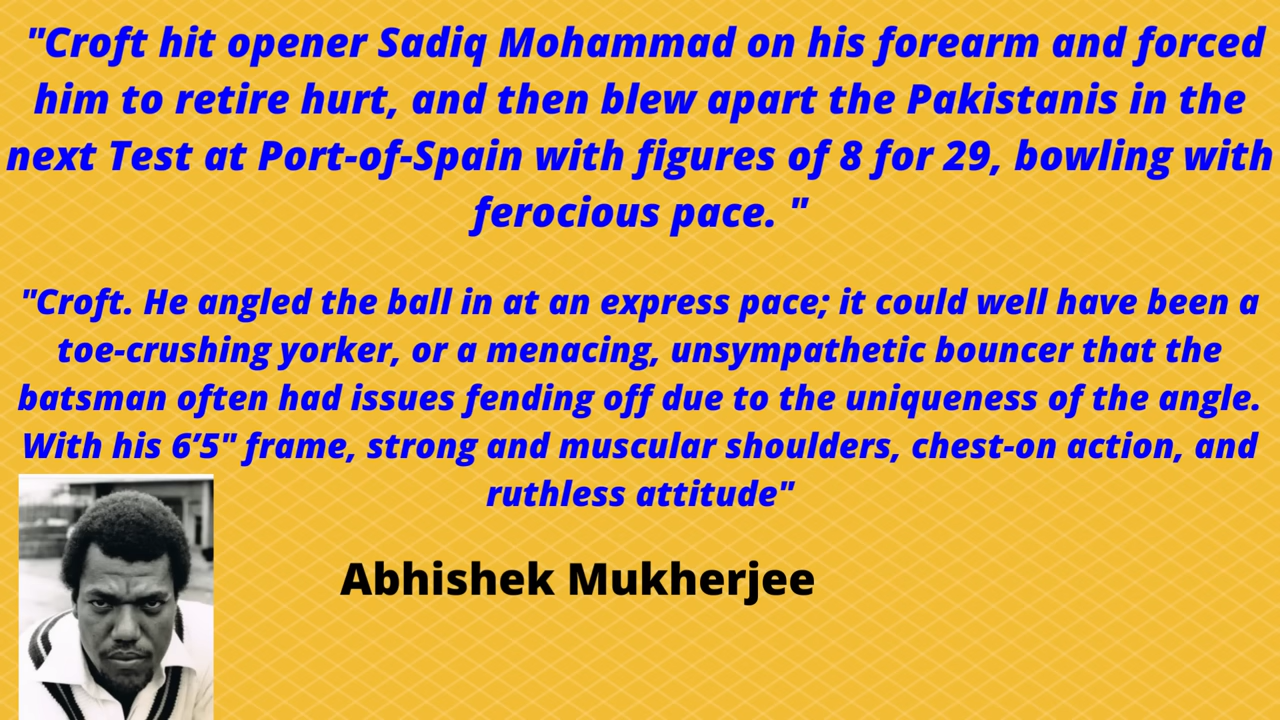 "Croft hit opener Sadiq Mohammad on his forearm and forced
him to retire hurt, and then blew apart the Pakistanis in the
next Test at Port-of-Spain with figures of 8 for 29, bowling with
ferocious pace. "
"Croft. He angled the ball in at an express pace; it could well have been a
toe-crushing yorker, or a menacing, unsympathetic bouncer that the
batsman often had issues fending off due to the uniqueness of the angle.
With his 6’5" frame, strong and muscular shoulders, chest-on action, and
ruthless attitude"
Abhishek Mukherjee